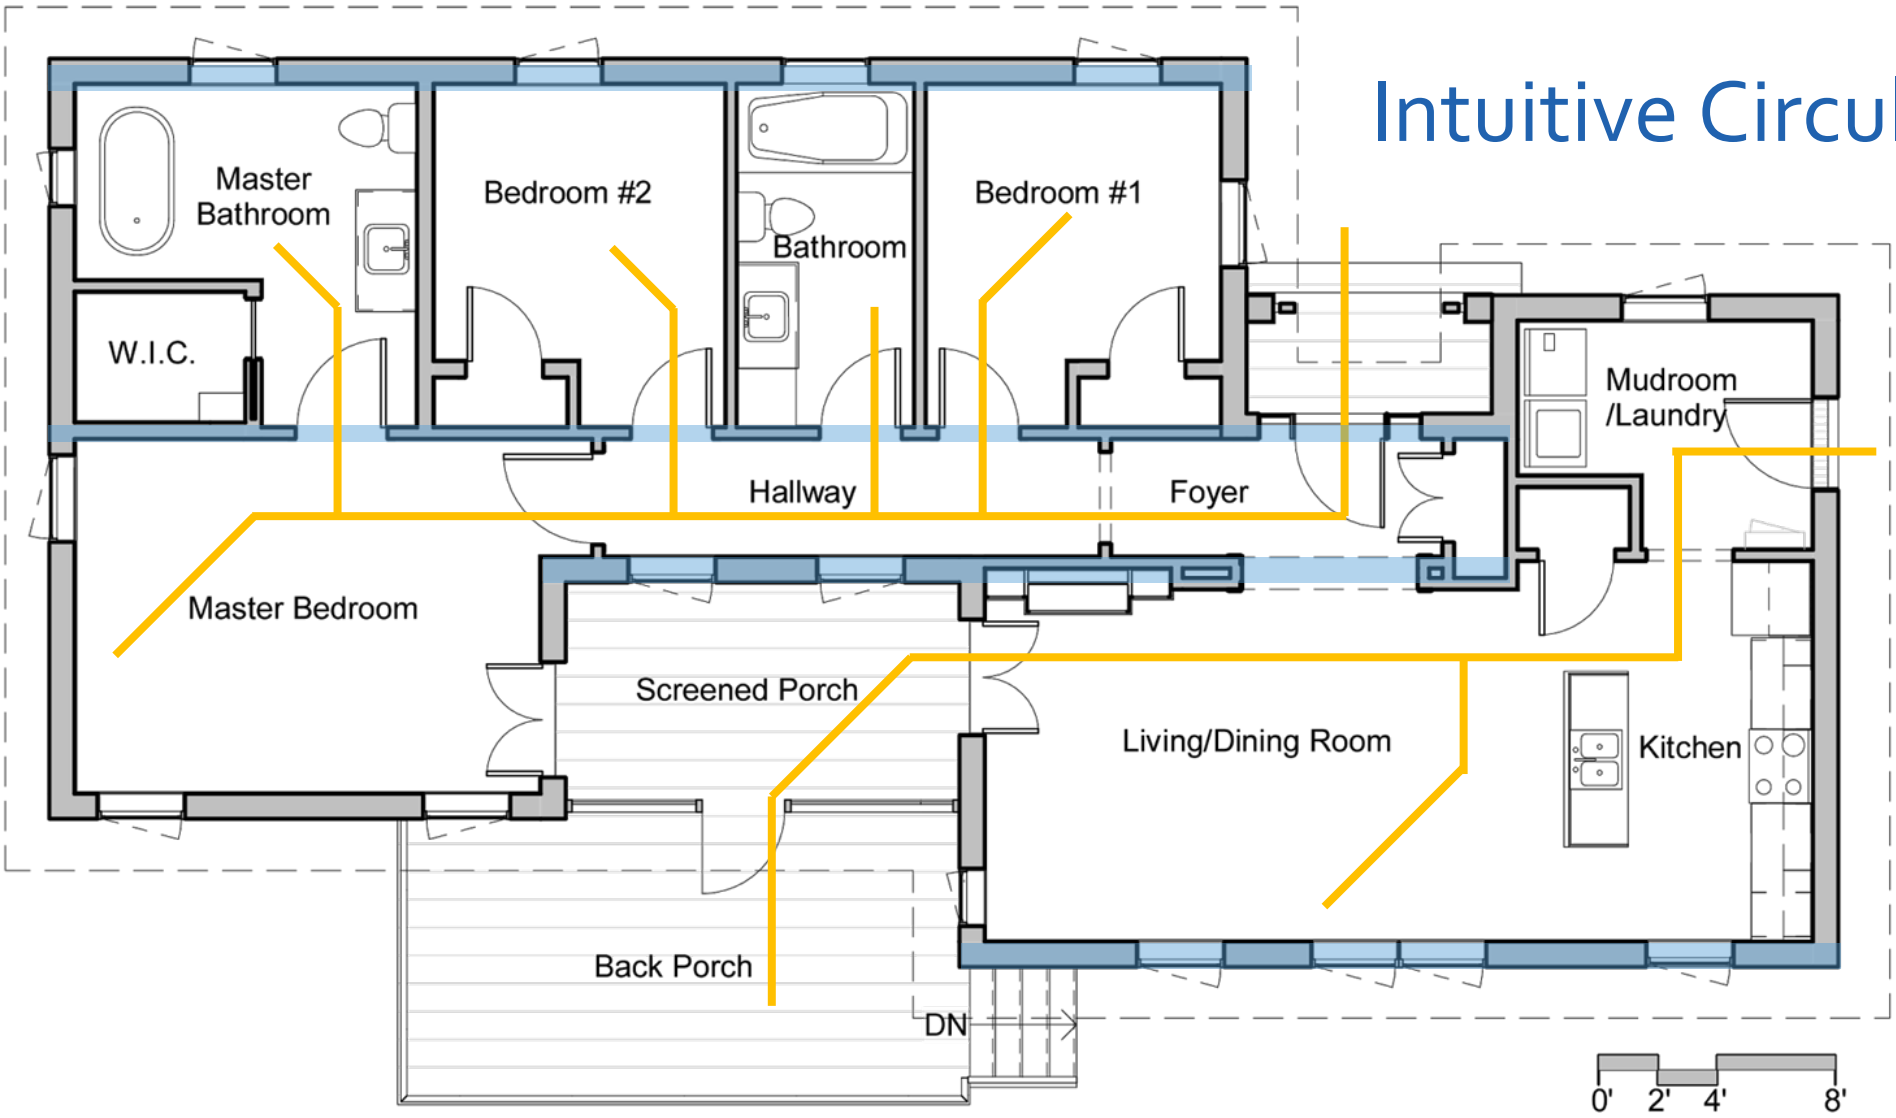 Intuitive Circul
Master
Bathroom
Bedroom #2
Bathroom
Bedroom #1
W.I.C.
Mudroom
/Laundry
Hallway
Foyer
Master Bedroom
Screened Porch
Living/Dining Room
Kitchen
Back Porch
DN
0' 2' 4' 8'